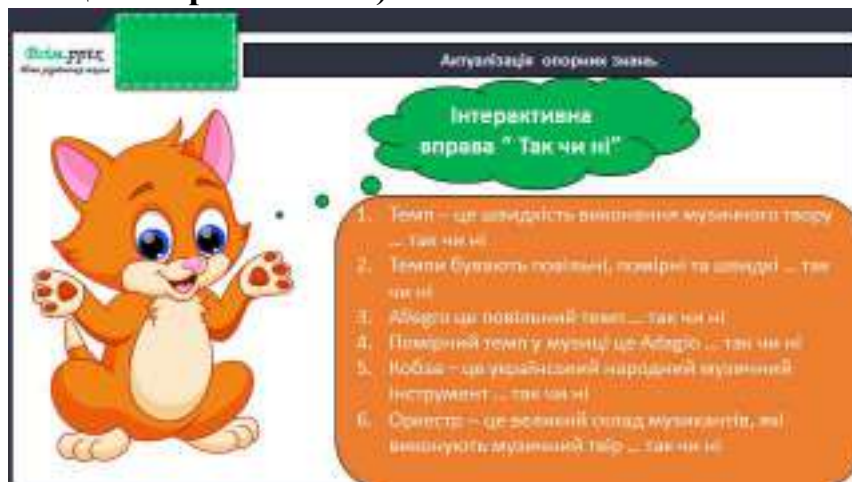 Всім.pptx
Актуалізація опорних знань
Інтерактивна
вправа " Так чи ні"
1. Темп – це швидкість виконання музичного твору
... так чи ні
2. Темпи бувають повільні, помірні та швидкі ... так
чи ні
3. Allegro це повільний темп ... так чи ні
4. Помірний темп у музиці це Adagio ... так чи ні
5. Кобза – це український народний музичний
інструмент ... так чи ні
6. Оркестр – це великий склад музикантів, які
виконують музичний твір ... так чи ні